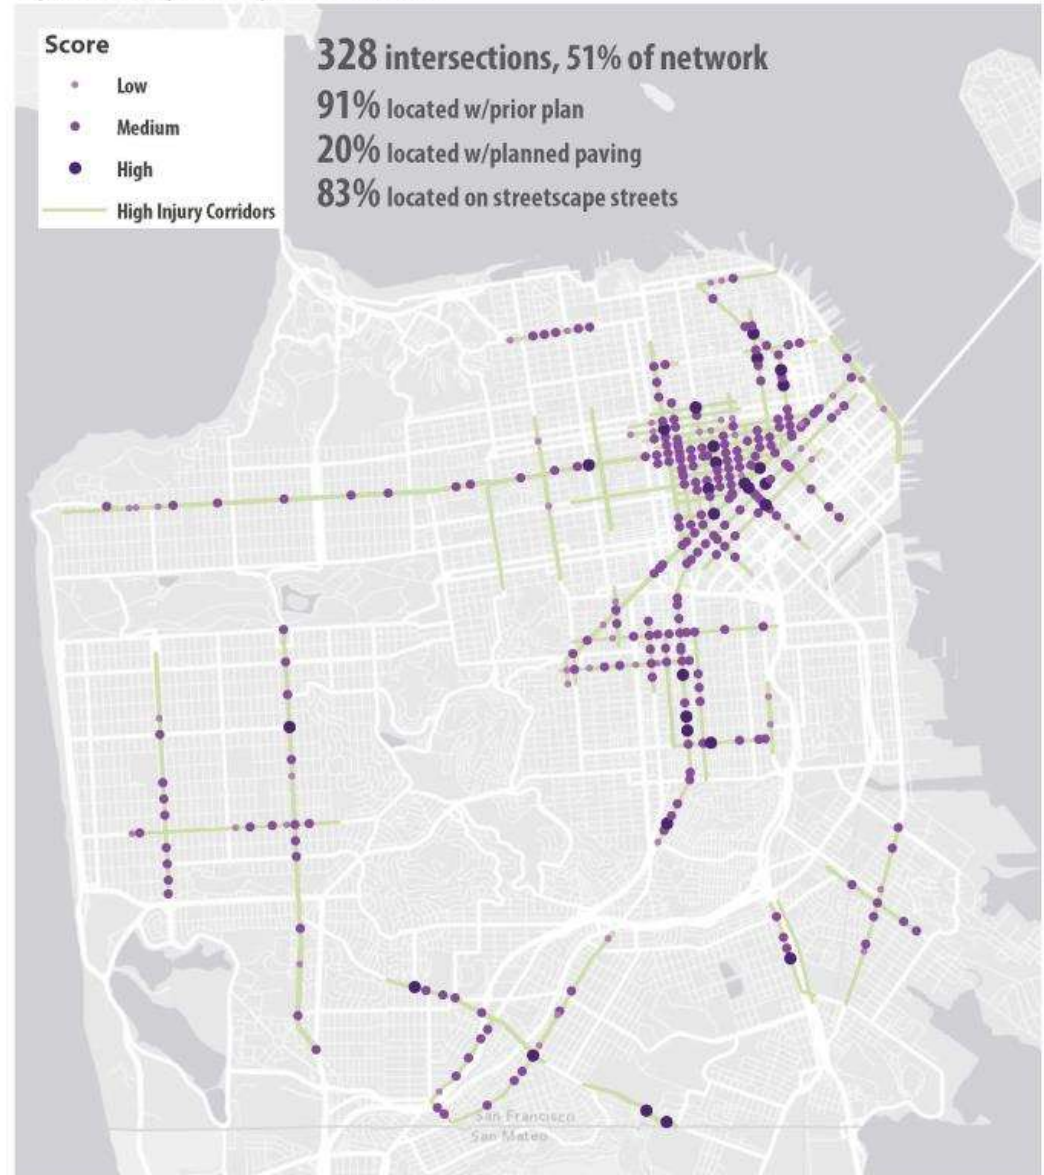 Score
Low
Medium
High
High Injury Corridors
328 intersections, 51% of network
91% located w/prior plan
20% located w/planned paving
83% located on streetscape streets
San Francisco
San Mateo